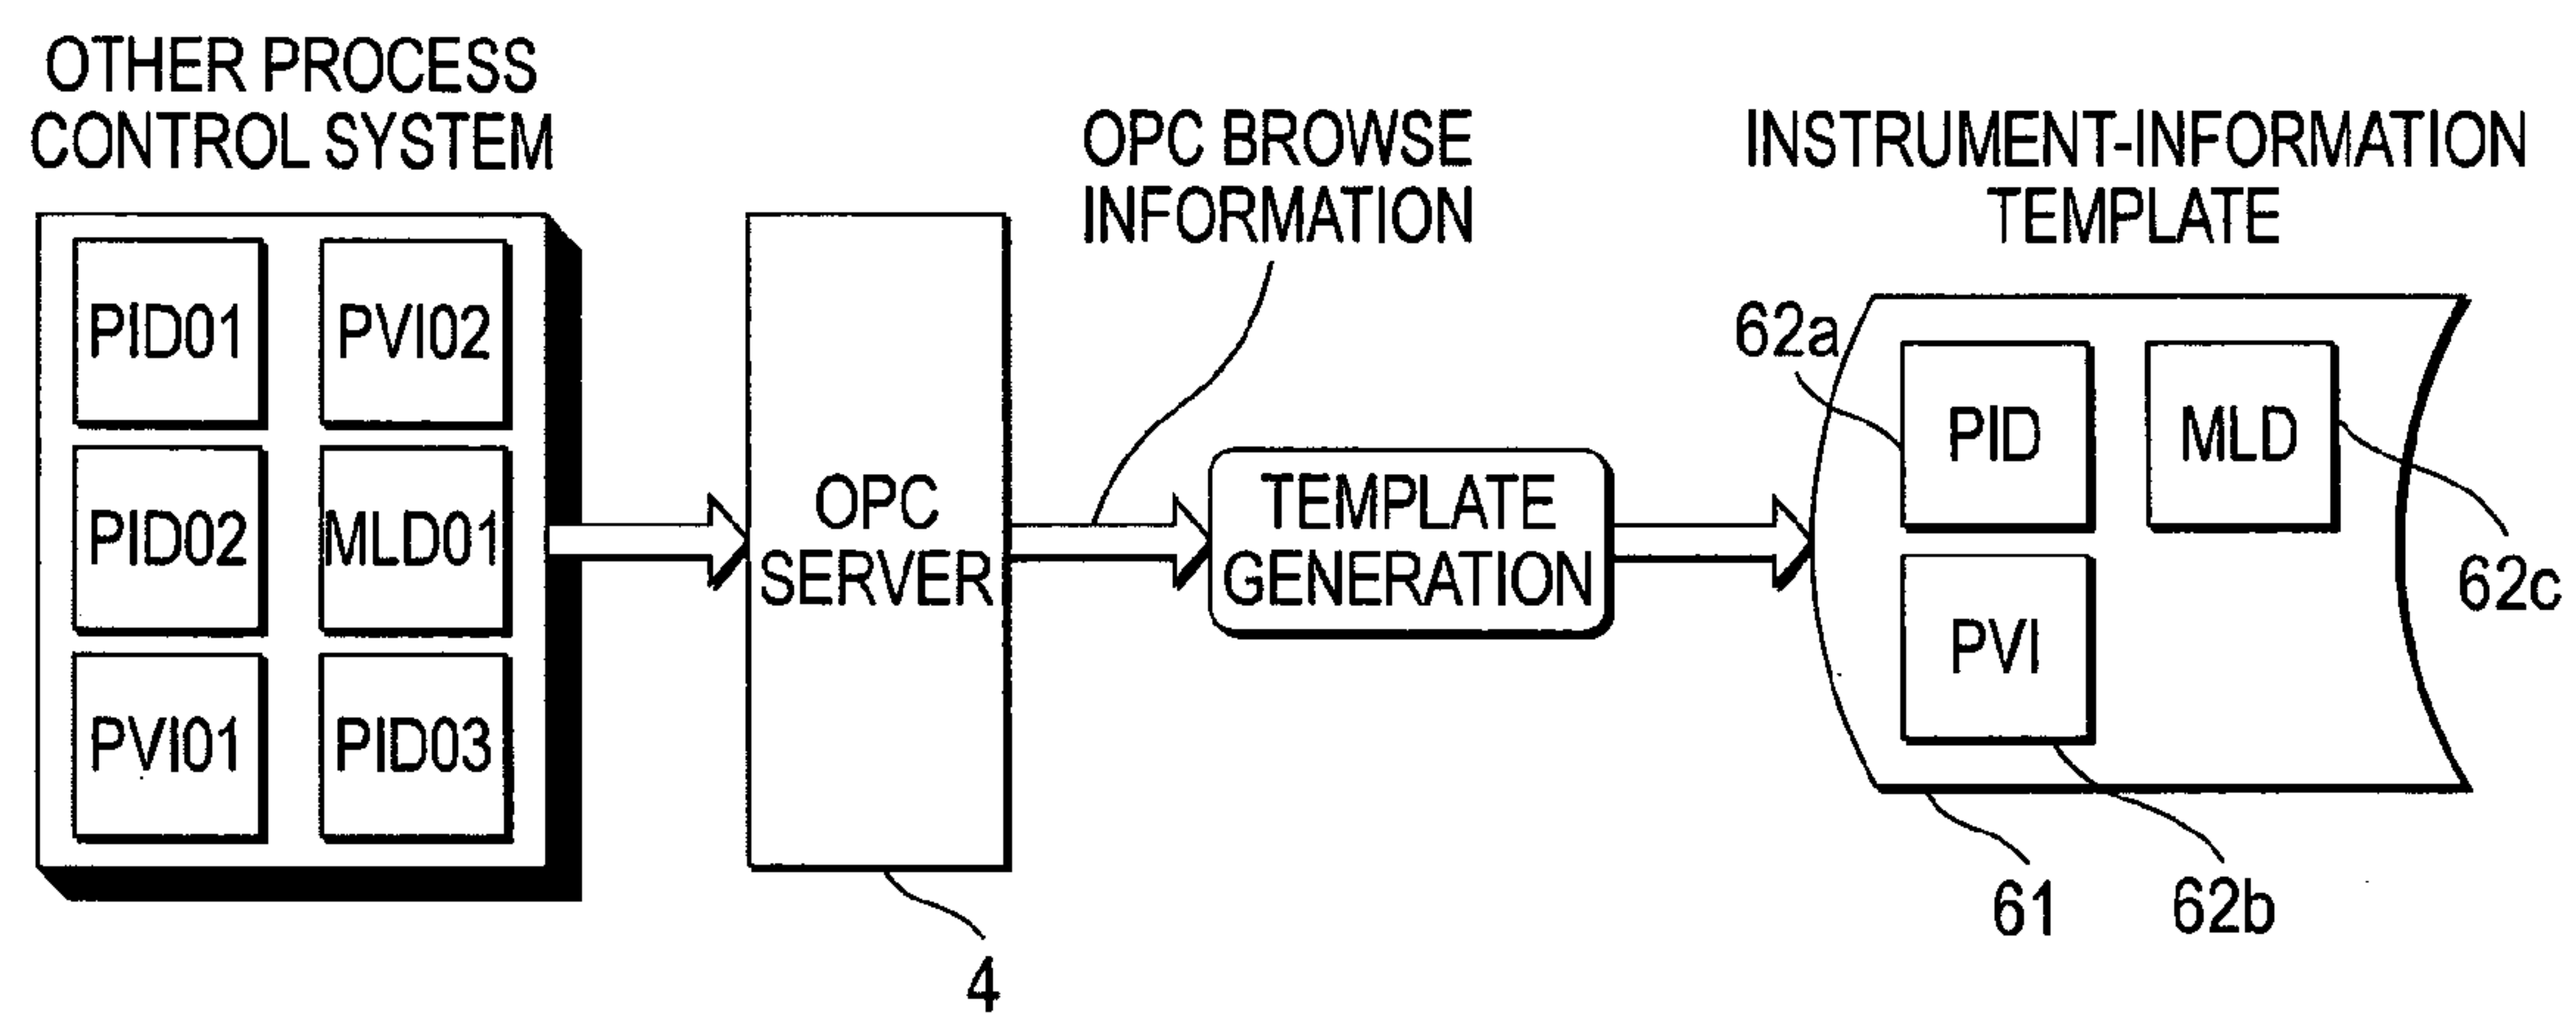 OTHER PROCESS
CONTROL SYSTEM
PID01
PVI02
PID02
MLD01
PVI01
PID03
OPC
SERVER
4
OPC BROWSE
INFORMATION
TEMPLATE
GENERATION
INSTRUMENT-INFORMATION
TEMPLATE
62a
PID
MLD
62c
PVI
61
62b